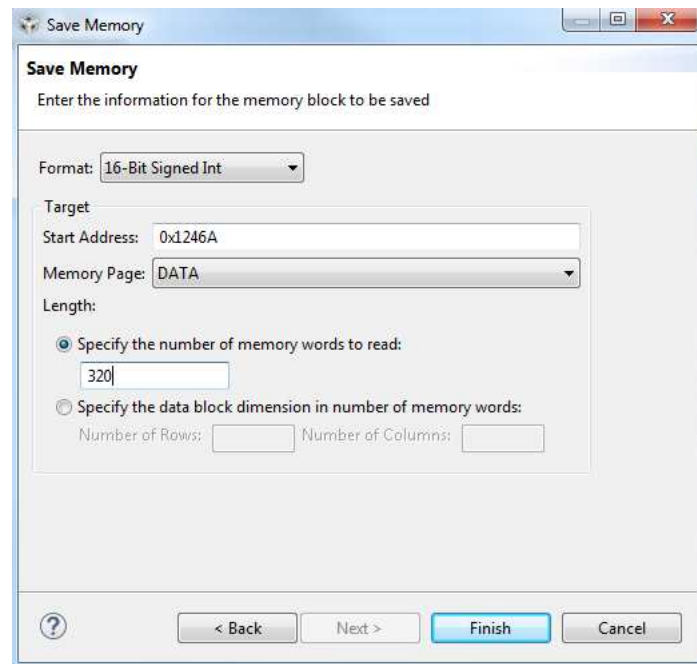 Save Memory
Save Memory
Enter the information for the memory block to be saved
Format: 16-Bit Signed Int
Target
Start Address: 0x1246A
Memory Page: DATA
Length:
Specify the number of memory words to read:
320
Specify the data block dimension in number of memory words:
Number of Rows: Number of Columns:
? < Back Next > Finish Cancel